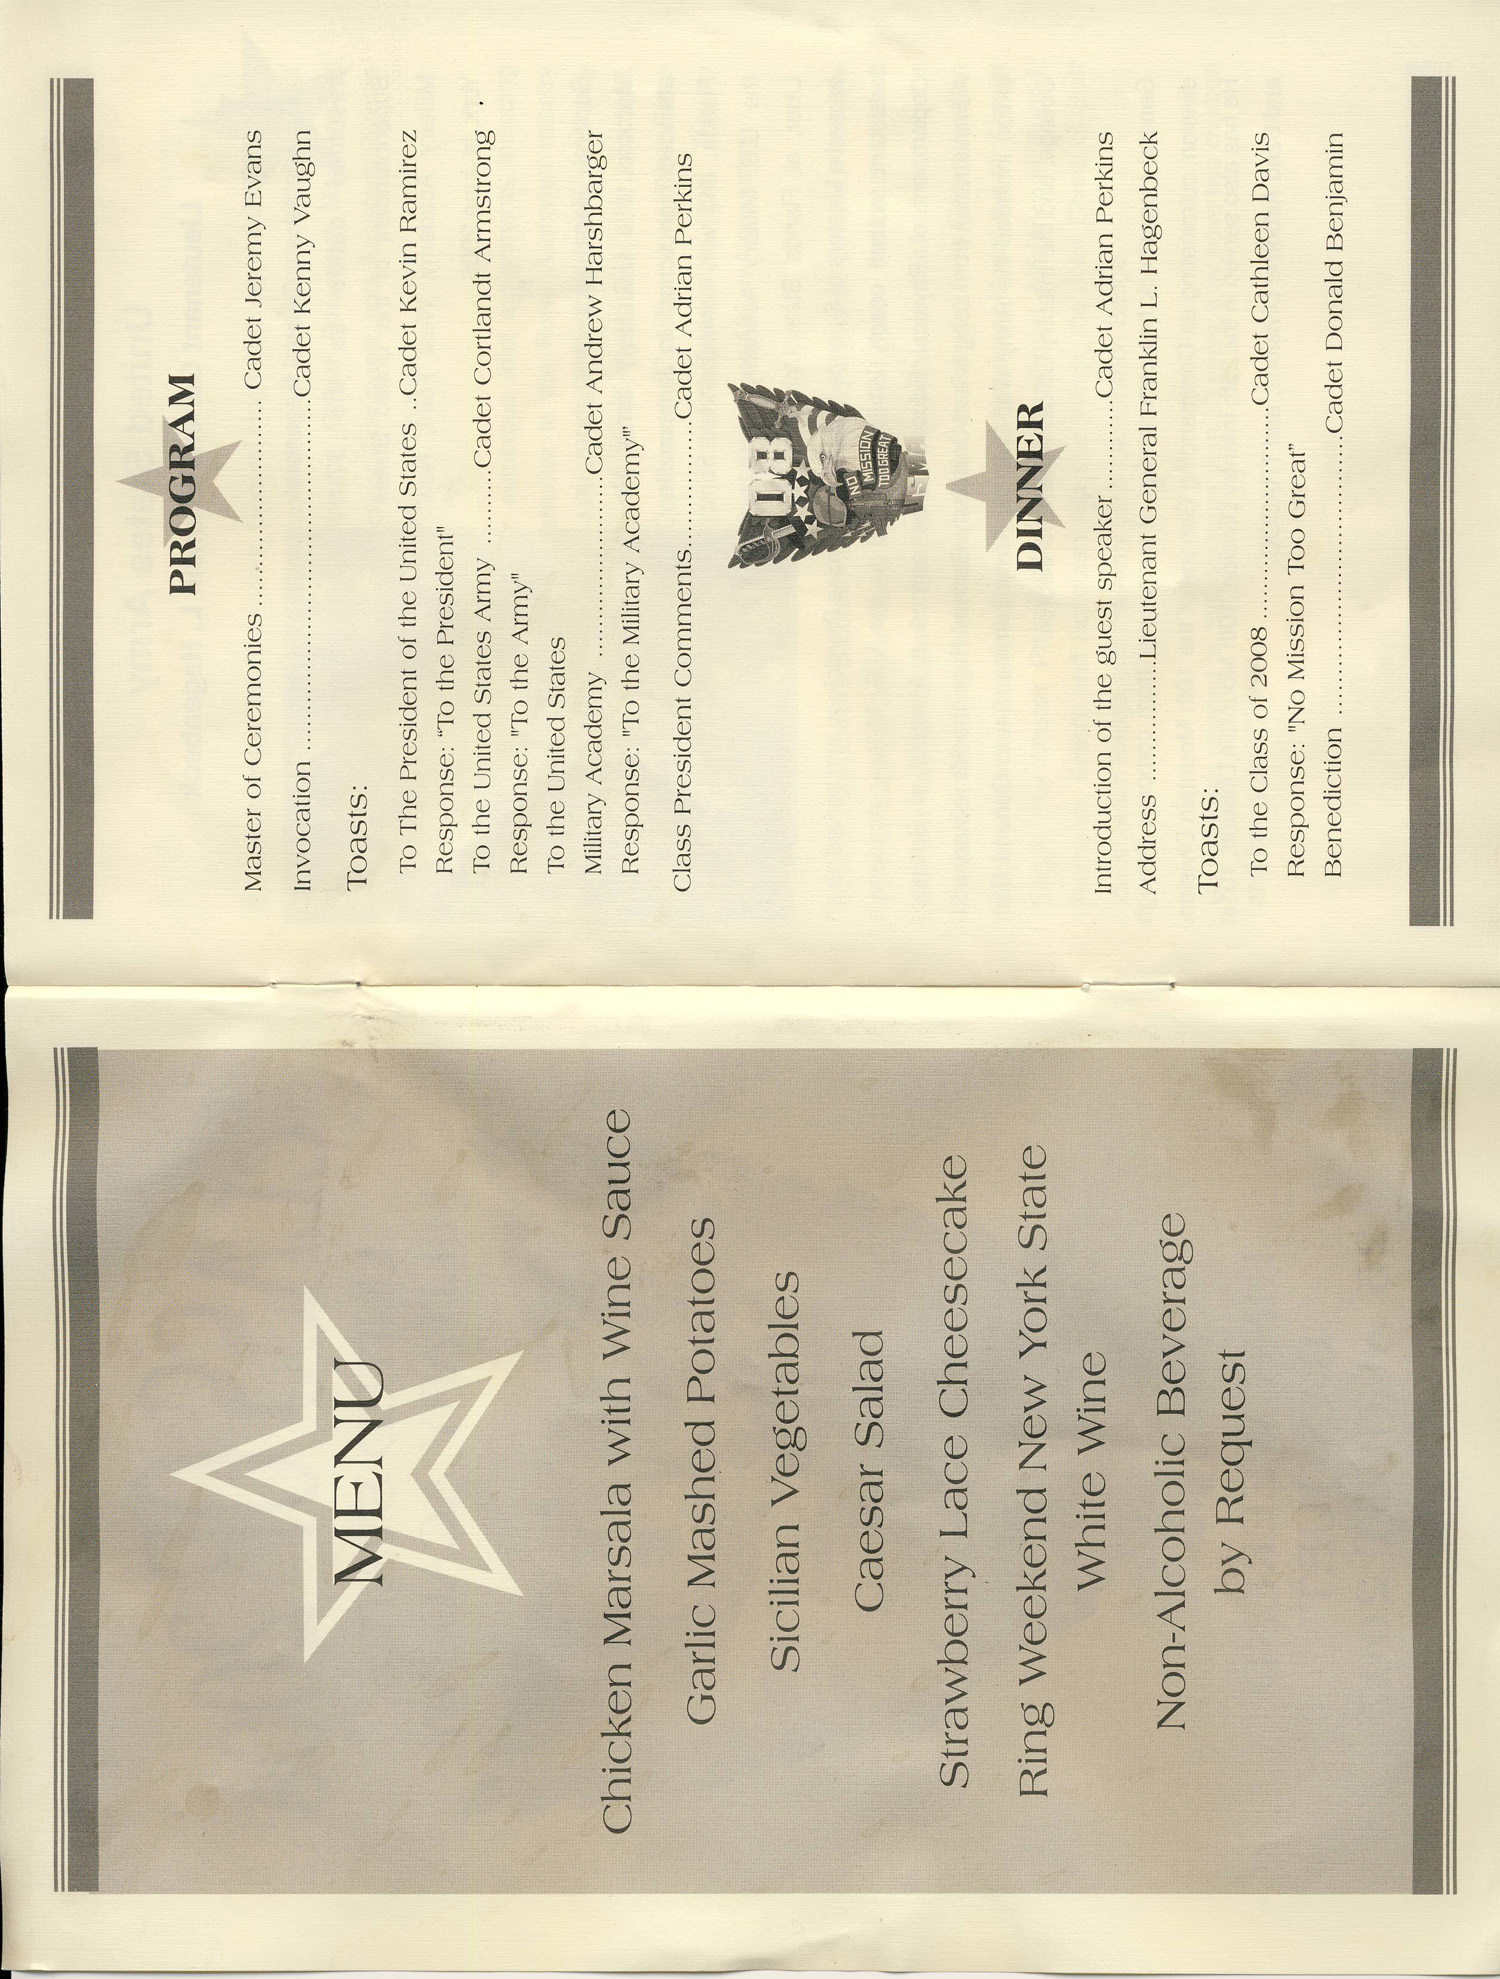 MENU
Chicken Marsala with Wine Sauce
Garlic Mashed Potatoes
Sicilian Vegetables
Caesar Salad
Strawberry Lace Cheesecake
Ring Weekend New York State
White Wine
Non-Alcoholic Beverage
by Request
PROGRAM
Master of Ceremonies ........................... Cadet Jeremy Evans
Invocation ..........................................Cadet Kenny Vaughn
Toasts:
To The President of the United States ..Cadet Kevin Ramirez
Response: “To the President"
To the United States Army .........Cadet Cortlandt Armstrong
Response: "To the Army"
To the United States
Military Academy .....................Cadet Andrew Harshbarger
Response: "To the Military Academy"”
Class President Comments..............Cadet Adrian Perkins
08
NO
MISSION
TOO GREAT
DINNER
Introduction of the guest speaker ..........Cadet Adrian Perkins
Address ..............Lieutenant General Franklin L. Hagenbeck
Toasts:
To the Class of 2008 .........................Cadet Cathleen Davis
Response: "No Mission Too Great”
Benediction .................................Cadet Donald Benjamin